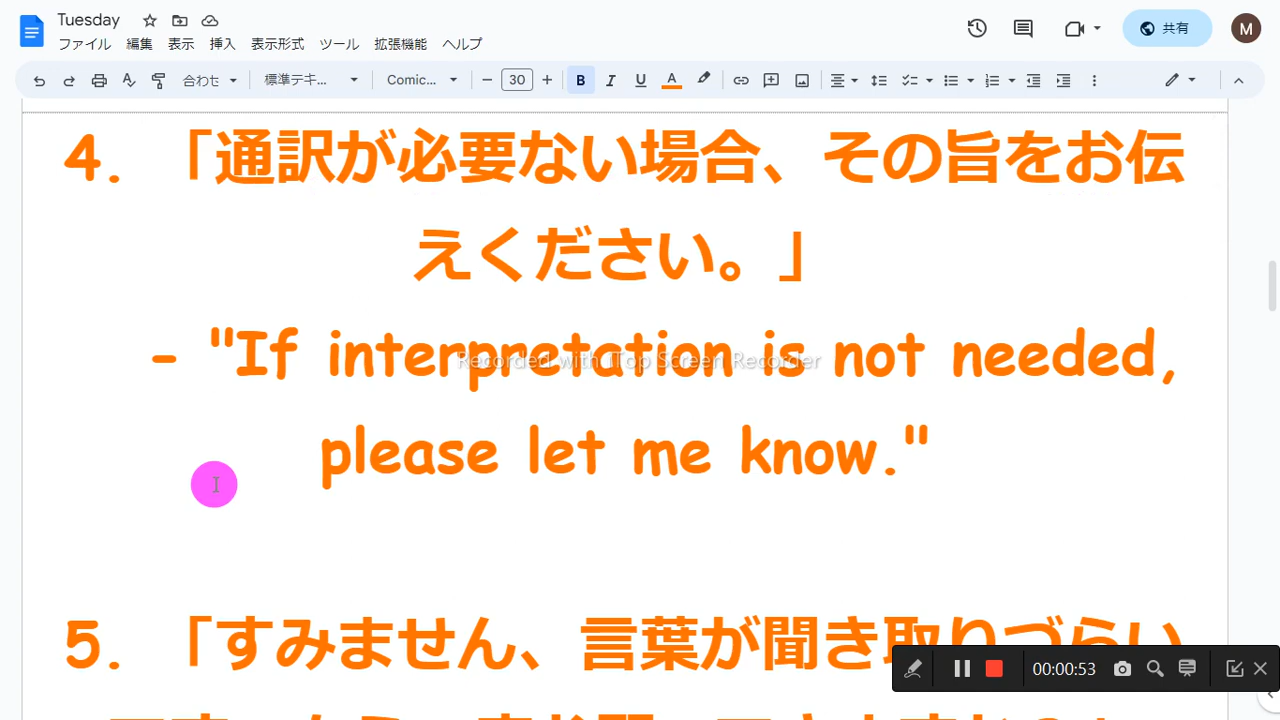 Tuesday
共有
M
ファイル 編集 表示 挿入 表示形式 ツール 拡張機能 ヘルプ
合わせ 標準テキ... Comic... 30 B I U A
4. 「通訳が必要ない場合、その旨をお伝
えください。」
- "If interpretation is not needed,
Recorded with iTop Screen Recorder
please let me know."
5. 「すみません、言葉が聞き取りづらい
00:00:53